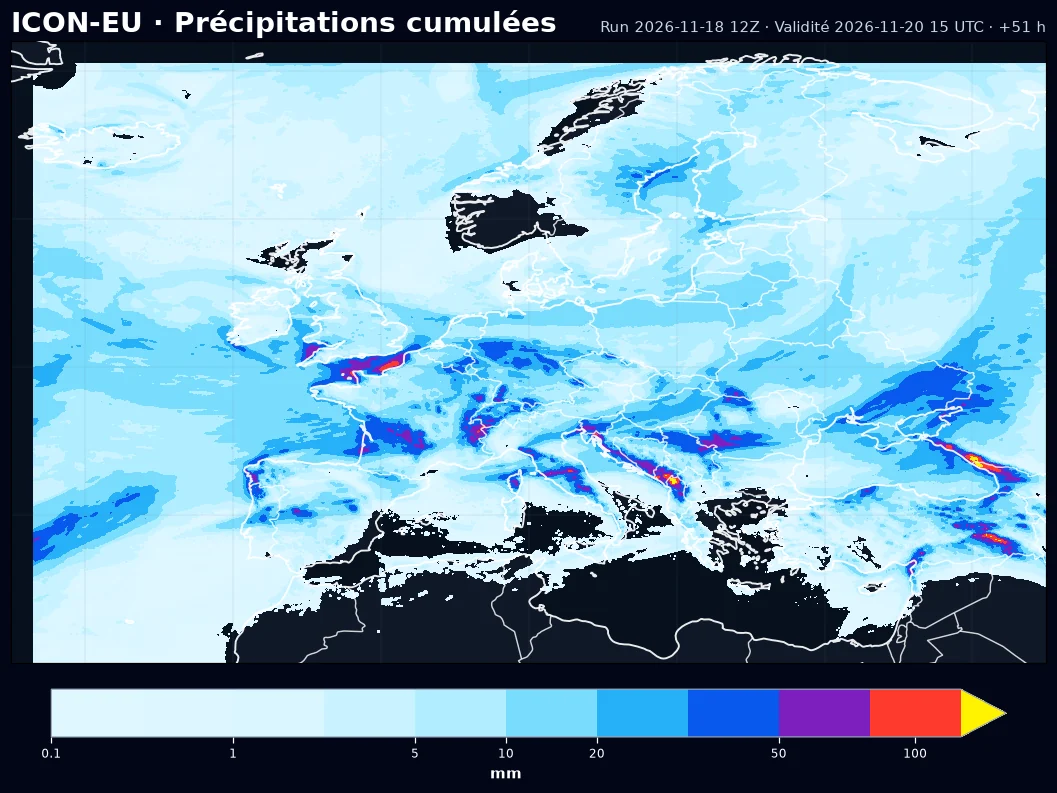 ICON-EU · Précipitations cumulées
Run 2026-11-18 12Z · Validité 2026-11-20 15 UTC · +51 h
0.1 1 5 10 20 50 100
mm